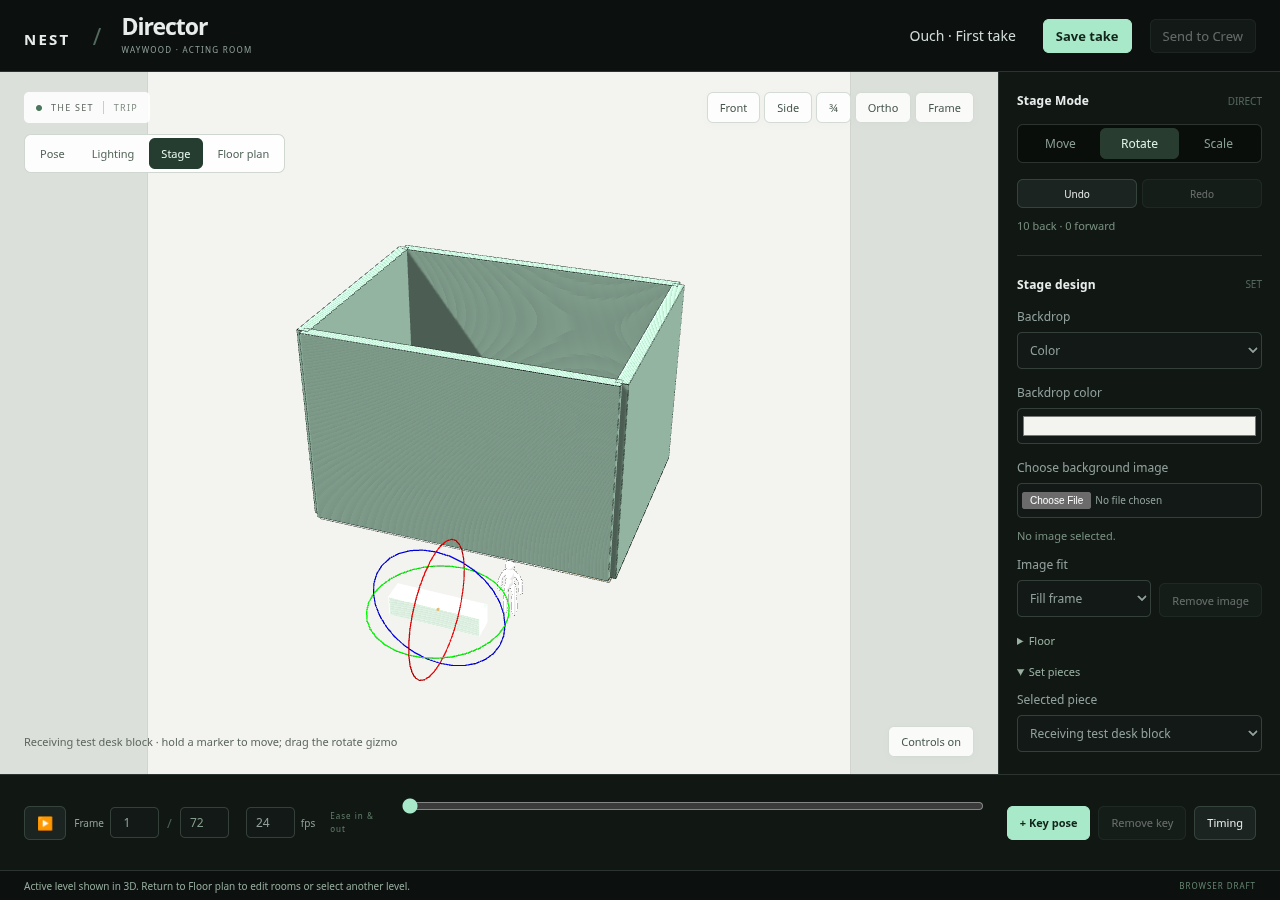 NEST / Director
WAYWOOD · ACTING ROOM
Ouch · First take
Save take
Send to Crew
THE SET | TRIP
Front
Side
¾
Ortho
Frame
Pose
Lighting
Stage
Floor plan
Receiving test desk block · hold a marker to move; drag the rotate gizmo
Controls on
Stage Mode
DIRECT
Move
Rotate
Scale
Undo
Redo
10 back · 0 forward
Stage design
SET
Backdrop
Color
Backdrop color
Choose background image
Choose File No file chosen
No image selected.
Image fit
Fill frame
Remove image
Floor
Set pieces
Selected piece
Receiving test desk block
Frame 1 / 72
24 fps
Ease in &
out
+ Key pose
Remove key
Timing
Active level shown in 3D. Return to Floor plan to edit rooms or select another level.
BROWSER DRAFT